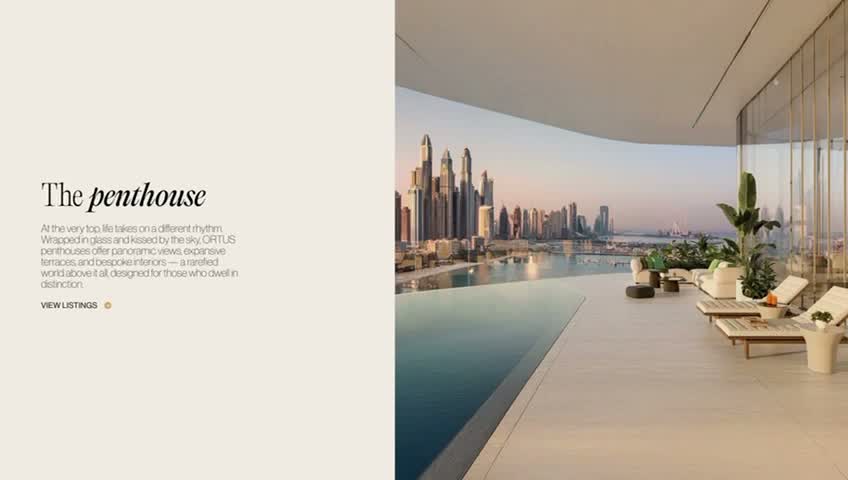 The penthouse
At the very top, life takes on a different rhythm.
Wrapped in glass and kissed by the sky, ORTUS
penthouses offer panoramic views, expansive
terraces, and bespoke interiors — a rarefied
world above it all, designed for those who dwell in
distinction.
VIEW LISTINGS